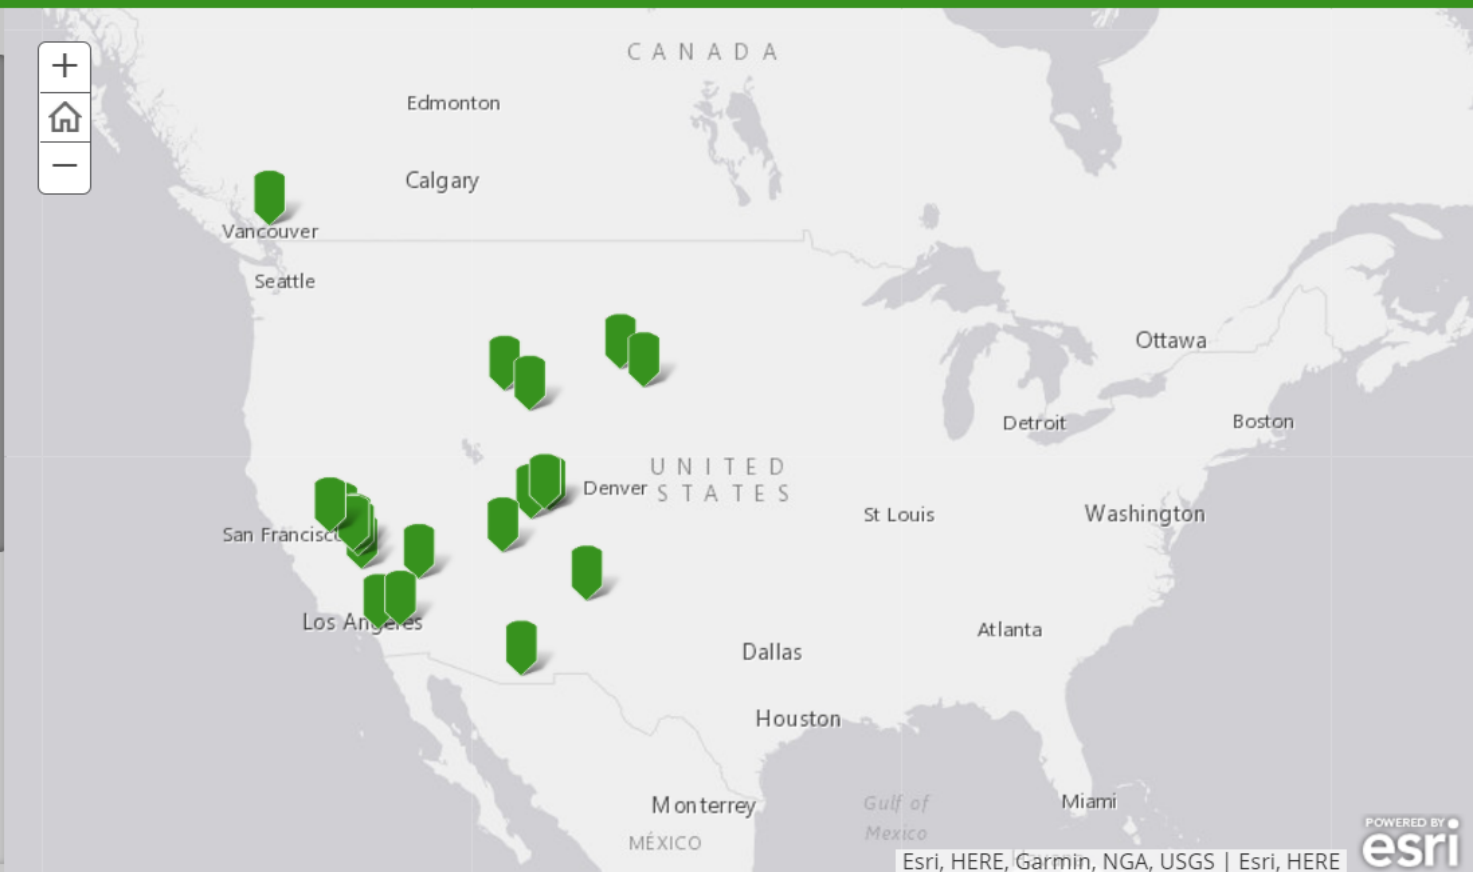 CANADA
Edmonton
Calgary
Vancouver
Seattle
Ottawa
Detroit
Boston
UNITED
STATES
Denver
St Louis
Washington
San Francisco
Los Angeles
Atlanta
Dallas
Houston
Monterrey
MÉXICO
Gulf of
Mexico
Miami
POWERED BY
esri
Esri, HERE, Garmin, NGA, USGS | Esri, HERE